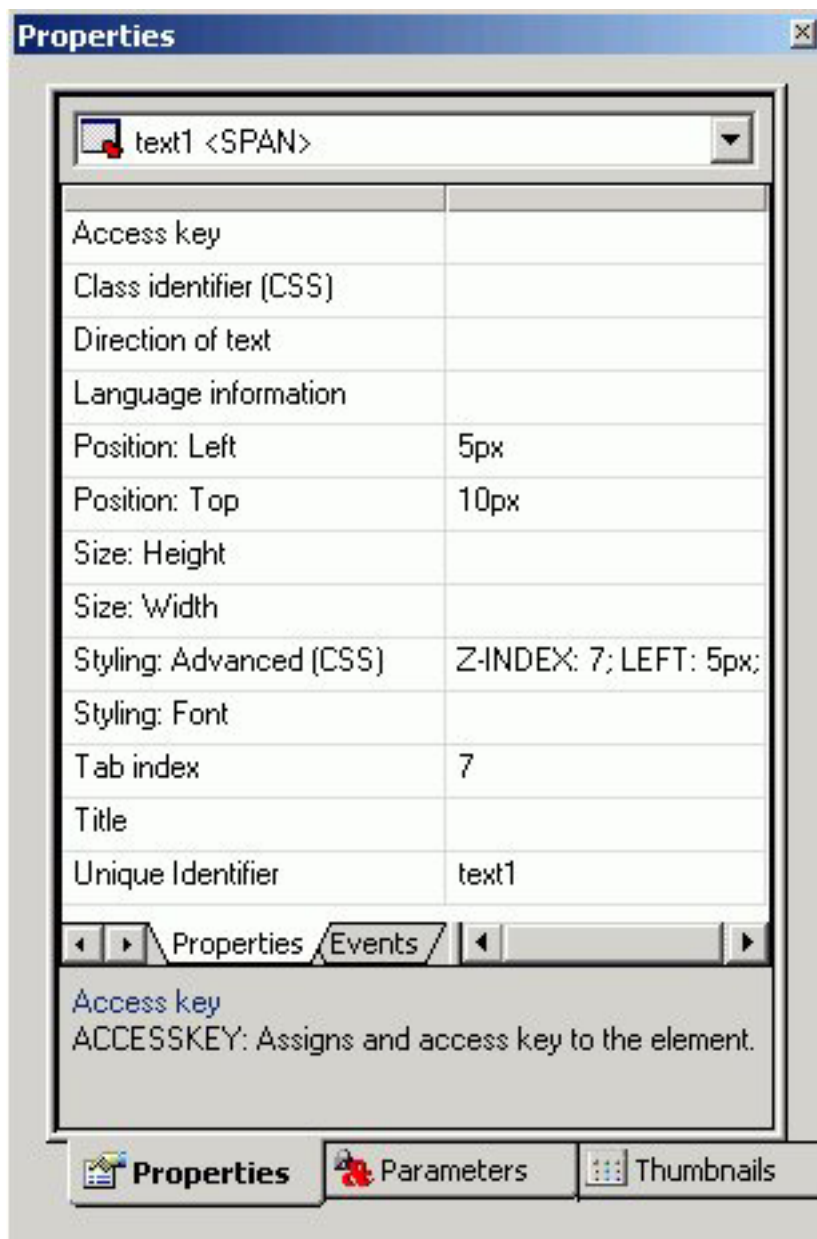 Properties
text1 <SPAN>
Access key
Class identifier (CSS)
Direction of text
Language information
Position: Left 5px
Position: Top 10px
Size: Height
Size: Width
Styling: Advanced (CSS) Z-INDEX: 7; LEFT: 5px;
Styling: Font
Tab index 7
Title
Unique Identifier text1
Properties Events
Access key
ACCESSKEY: Assigns and access key to the element.
Properties Parameters Thumbnails